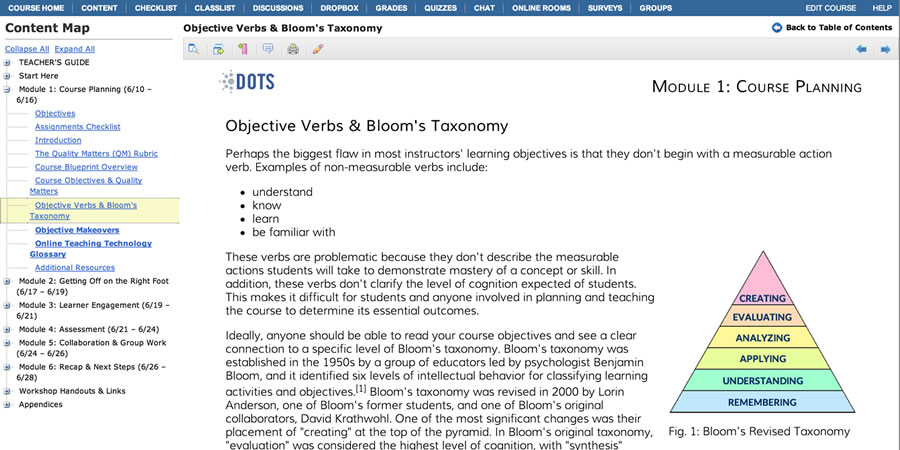 COURSE HOME CONTENT CHECKLIST CLASSLIST DISCUSSIONS DROPBOX GRADES QUIZZES CHAT ONLINE ROOMS SURVEYS GROUPS EDIT COURSE HELP
Content Map
Collapse All Expand All
TEACHER'S GUIDE
Start Here
Module 1: Course Planning (6/10 –
6/16)
Objectives
Assignments Checklist
Introduction
The Quality Matters (QM) Rubric
Course Blueprint Overview
Course Objectives & Quality
Matters
Objective Verbs & Bloom's
Taxonomy
Objective Makeovers
Online Teaching Technology
Glossary
Additional Resources
Module 2: Getting Off on the Right Foot
(6/17 – 6/19)
Module 3: Learner Engagement (6/19 –
6/21)
Module 4: Assessment (6/21 – 6/24)
Module 5: Collaboration & Group Work
(6/24 – 6/26)
Module 6: Recap & Next Steps (6/26 –
6/28)
Workshop Handouts & Links
Appendices
Objective Verbs & Bloom's Taxonomy
Back to Table of Contents
DOTS
Module 1: Course Planning
Objective Verbs & Bloom's Taxonomy
Perhaps the biggest flaw in most instructors' learning objectives is that they don't begin with a measurable action
verb. Examples of non-measurable verbs include:
• understand
• know
• learn
• be familiar with
These verbs are problematic because they don't describe the measurable
actions students will take to demonstrate mastery of a concept or skill. In
addition, these verbs don't clarify the level of cognition expected of students.
This makes it difficult for students and anyone involved in planning and teaching
the course to determine its essential outcomes.
Ideally, anyone should be able to read your course objectives and see a clear
connection to a specific level of Bloom's taxonomy. Bloom's taxonomy was
established in the 1950s by a group of educators led by psychologist Benjamin
Bloom, and it identified six levels of intellectual behavior for classifying learning
activities and objectives.[1] Bloom's taxonomy was revised in 2000 by Lorin
Anderson, one of Bloom's former students, and one of Bloom's original
collaborators, David Krathwohl. One of the most significant changes was their
placement of "creating" at the top of the pyramid. In Bloom's original taxonomy,
"evaluation" was considered the highest level of cognition, with "synthesis"
CREATING
EVALUATING
ANALYZING
APPLYING
UNDERSTANDING
REMEMBERING
Fig. 1: Bloom's Revised Taxonomy